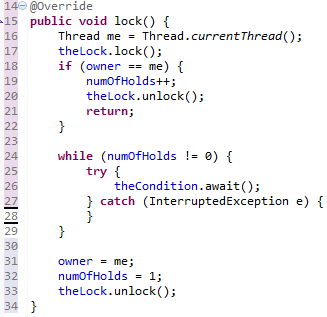 14 @Override
15 public void lock() {
16     Thread me = Thread.currentThread();
17     theLock.lock();
18     if (owner == me) {
19         numOfHolds++;
20         theLock.unlock();
21         return;
22     }
23
24     while (numOfHolds != 0) {
25         try {
26             theCondition.await();
27         } catch (InterruptedException e) {
28         }
29     }
30
31     owner = me;
32     numOfHolds = 1;
33     theLock.unlock();
34 }